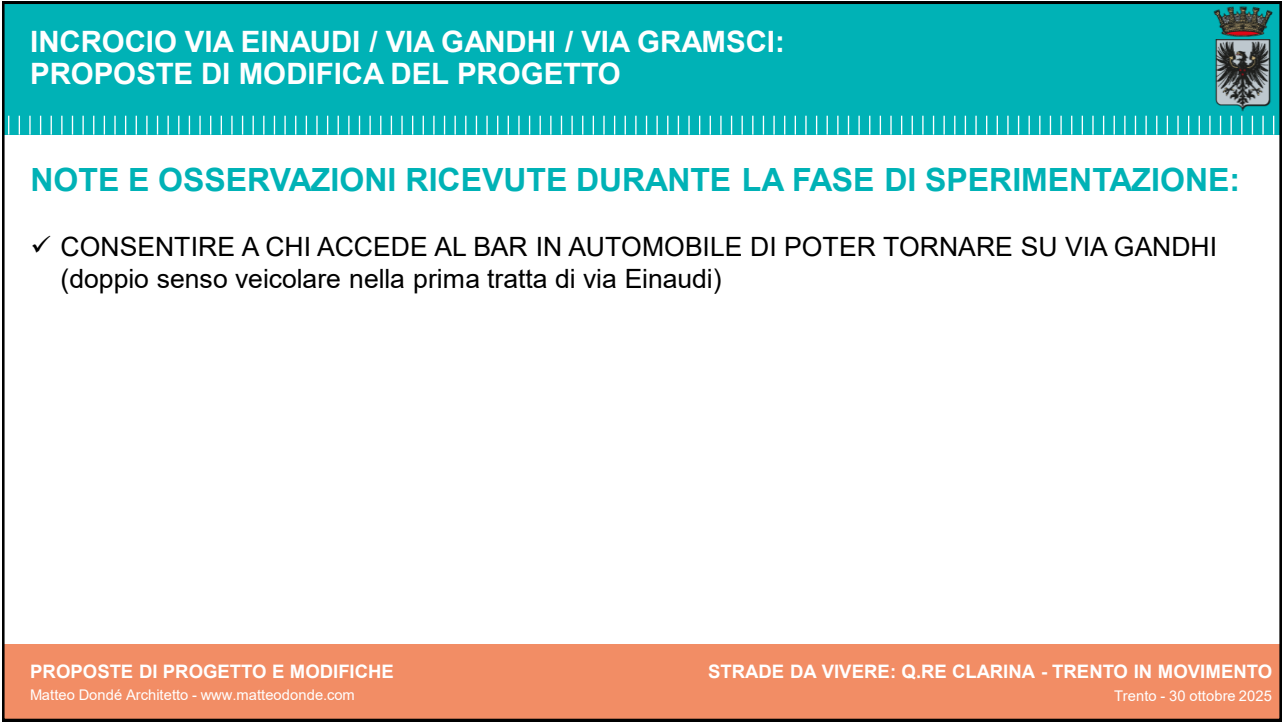 INCROCIO VIA EINAUDI / VIA GANDHI / VIA GRAMSCI:
PROPOSTE DI MODIFICA DEL PROGETTO
NOTE E OSSERVAZIONI RICEVUTE DURANTE LA FASE DI SPERIMENTAZIONE:
✓ CONSENTIRE A CHI ACCEDE AL BAR IN AUTOMOBILE DI POTER TORNARE SU VIA GANDHI
(doppio senso veicolare nella prima tratta di via Einaudi)
PROPOSTE DI PROGETTO E MODIFICHE
Matteo Dondé Architetto - www.matteodonde.com
STRADE DA VIVERE: Q.RE CLARINA - TRENTO IN MOVIMENTO
Trento - 30 ottobre 2025